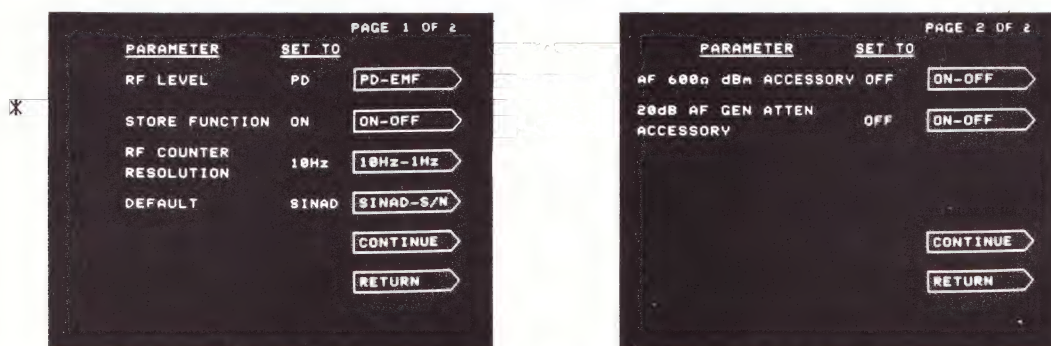 PAGE 1 OF 2
PARAMETER SET TO
RF LEVEL PD PD-EMF
STORE FUNCTION ON ON-OFF
RF COUNTER
RESOLUTION 10Hz 10Hz-1Hz
DEFAULT SINAD SINAD-S/N
CONTINUE
RETURN
PAGE 2 OF 2
PARAMETER SET TO
AF 600Ω dBm ACCESSORY OFF ON-OFF
20dB AF GEN ATTEN
ACCESSORY OFF ON-OFF
CONTINUE
RETURN